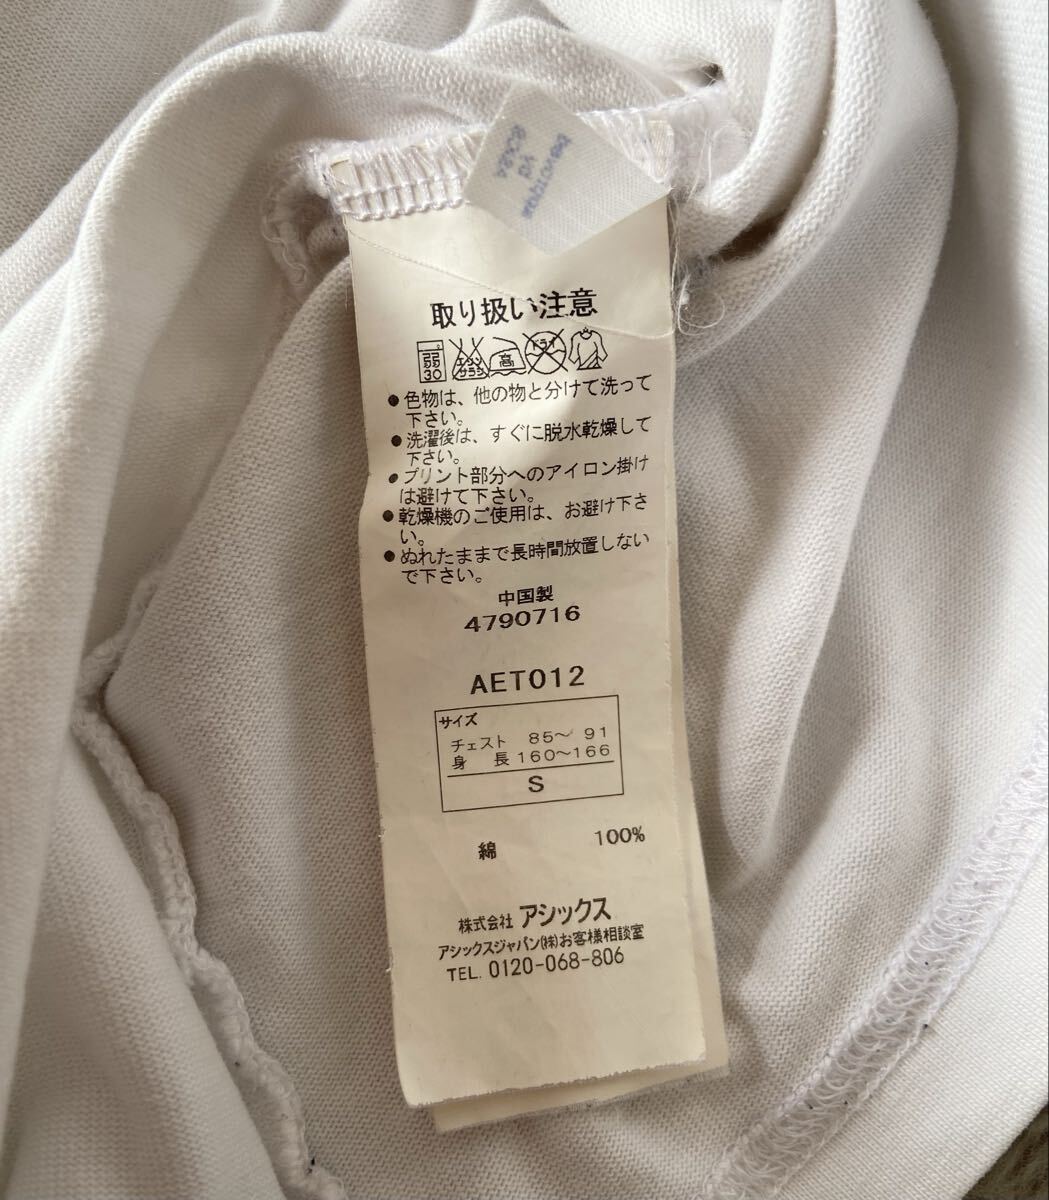 取り扱い注意
弱 30 エンソ サラシ 高 ドライ
●色物は、他の物と分けて洗って
下さい。
●洗濯後は、すぐに脱水乾燥して
下さい。
●プリント部分へのアイロン掛け
は避けて下さい。
●乾燥機のご使用は、お避け下さ
い。
●ぬれたままで長時間放置しない
で下さい。
中国製
4790716
AET012
サイズ
チェスト 85～ 91
身 長 160～166
S
綿 100%
株式会社 アシックス
アシックスジャパン(株)お客様相談室
TEL. 0120-068-806